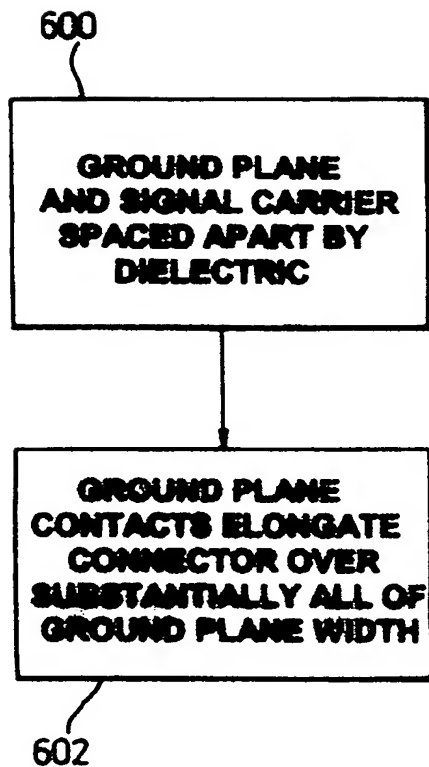 600
GROUND PLANE
AND SIGNAL CARRIER
SPACED APART BY
DIELECTRIC
GROUND PLANE
CONTACTS ELONGATE
CONNECTOR OVER
SUBSTANTIALLY ALL OF
GROUND PLANE WIDTH
602